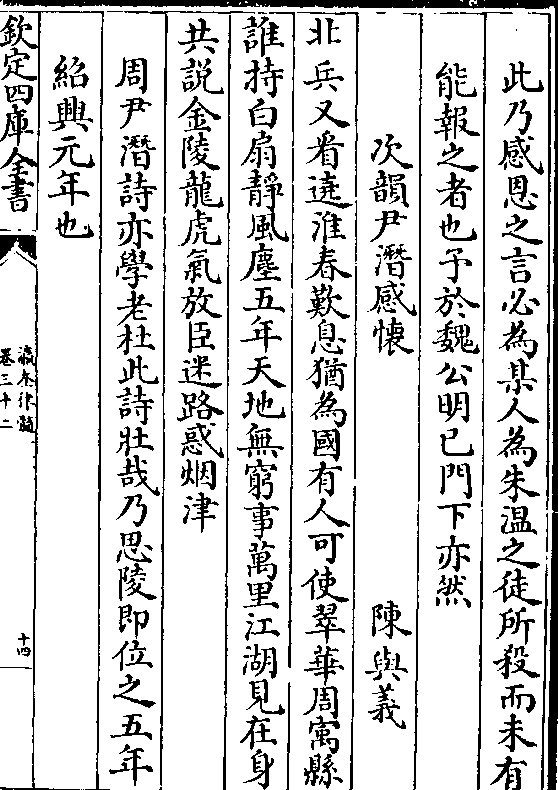 此乃感恩之言必為某人為朱溫之徒所殺而未有
能報之者也予於魏公明已門下亦然
次韻尹潛感懷 陳與義
北兵又看遶淮春歎息猶為國有人可使翠華周寓縣
誰持白扇靜風塵五年天地無窮事萬里江湖見在身
共説金陵龍虎氣放臣迷路惑烟津
周尹潛詩亦學老杜此詩壯哉乃思陵即位之五年
紹興元年也
欽定四庫全書
瀛奎律髓
卷三十二
十四